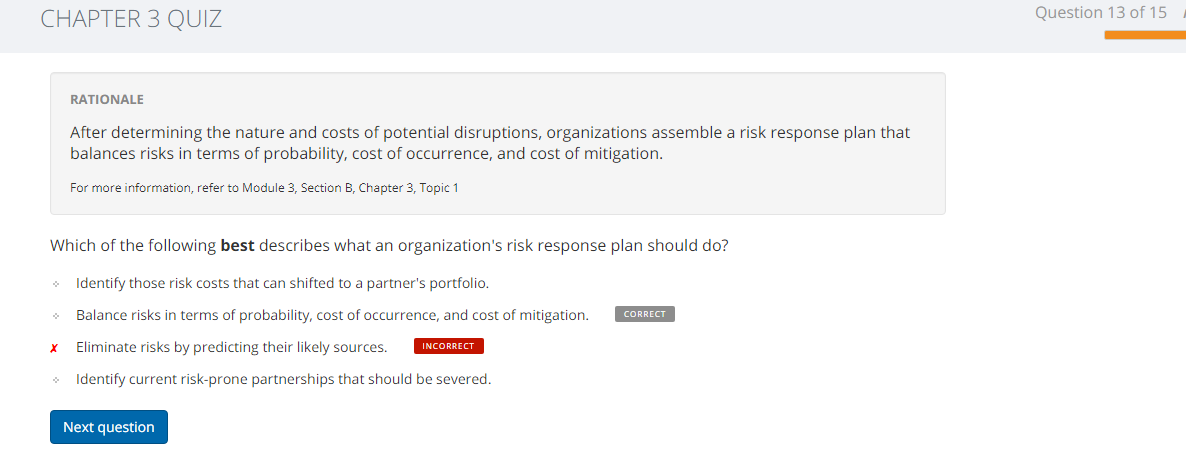 CHAPTER 3 QUIZ
Question 13 of 15
RATIONALE
After determining the nature and costs of potential disruptions, organizations assemble a risk response plan that
balances risks in terms of probability, cost of occurrence, and cost of mitigation.
For more information, refer to Module 3, Section B, Chapter 3, Topic 1
Which of the following best describes what an organization's risk response plan should do?
Identify those risk costs that can shifted to a partner's portfolio.
Balance risks in terms of probability, cost of occurrence, and cost of mitigation. CORRECT
✗ Eliminate risks by predicting their likely sources. INCORRECT
Identify current risk-prone partnerships that should be severed.
Next question